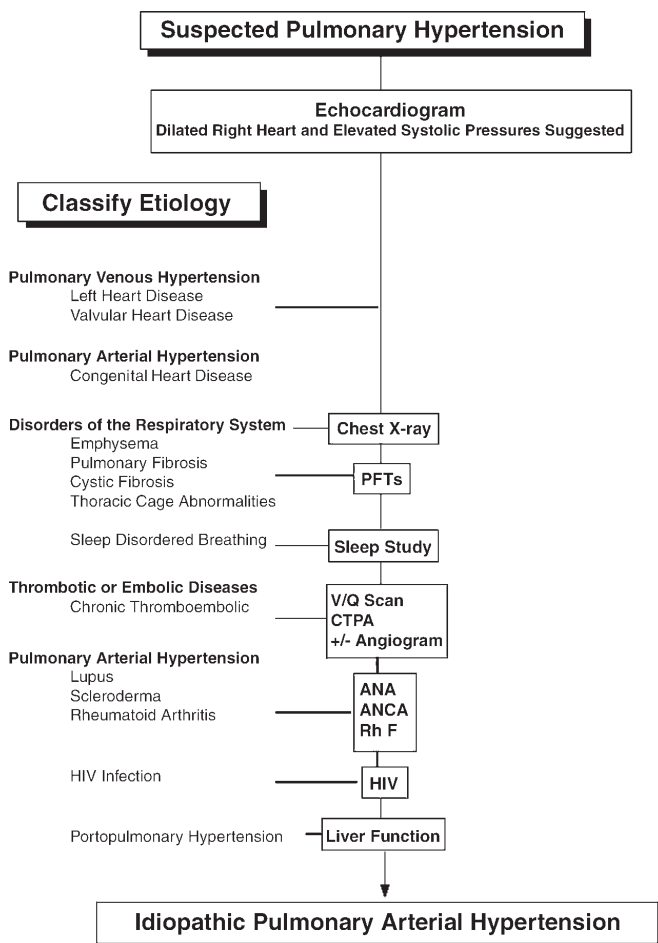 Suspected Pulmonary Hypertension
Echocardiogram
Dilated Right Heart and Elevated Systolic Pressures Suggested
Classify Etiology
Pulmonary Venous Hypertension
Left Heart Disease
Valvular Heart Disease
Pulmonary Arterial Hypertension
Congenital Heart Disease
Disorders of the Respiratory System
Chest X-ray
Emphysema
Pulmonary Fibrosis
Cystic Fibrosis
Thoracic Cage Abnormalities
PFTs
Sleep Disordered Breathing
Sleep Study
Thrombotic or Embolic Diseases
Chronic Thromboembolic
V/Q Scan
CTPA
+/- Angiogram
Pulmonary Arterial Hypertension
Lupus
Scleroderma
Rheumatoid Arthritis
ANA
ANCA
Rh F
HIV Infection
HIV
Portopulmonary Hypertension
Liver Function
Idiopathic Pulmonary Arterial Hypertension